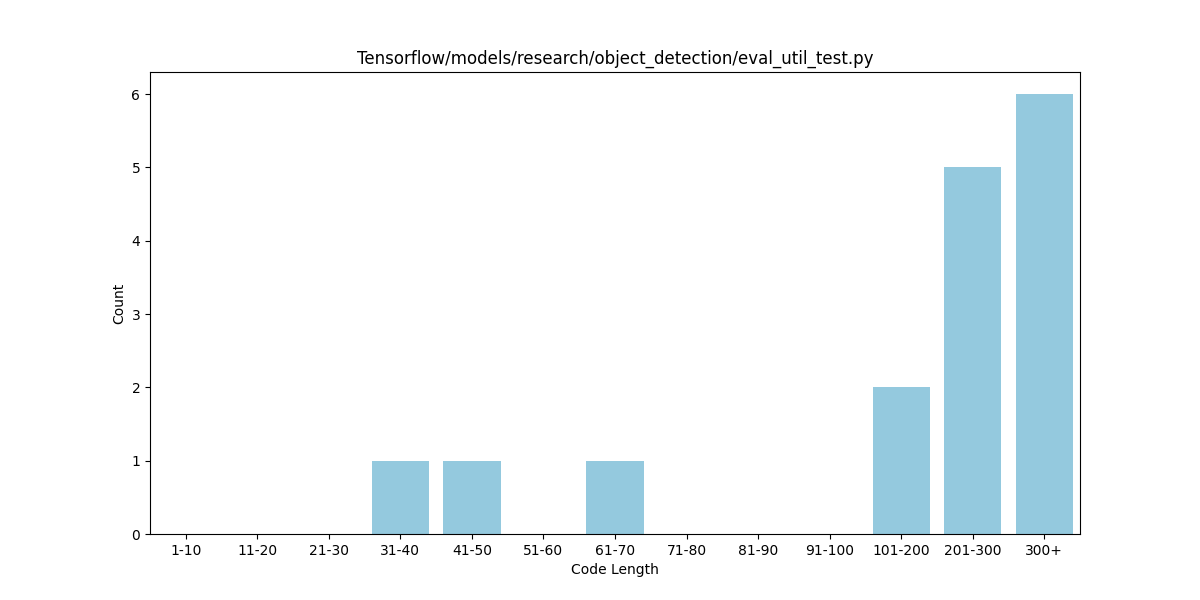 Tensorflow/models/research/object_detection/eval_util_test.py
6
5
4
3
2
1
0
Count
1-10 11-20 21-30 31-40 41-50 51-60 61-70 71-80 81-90 91-100 101-200 201-300 300+
Code Length